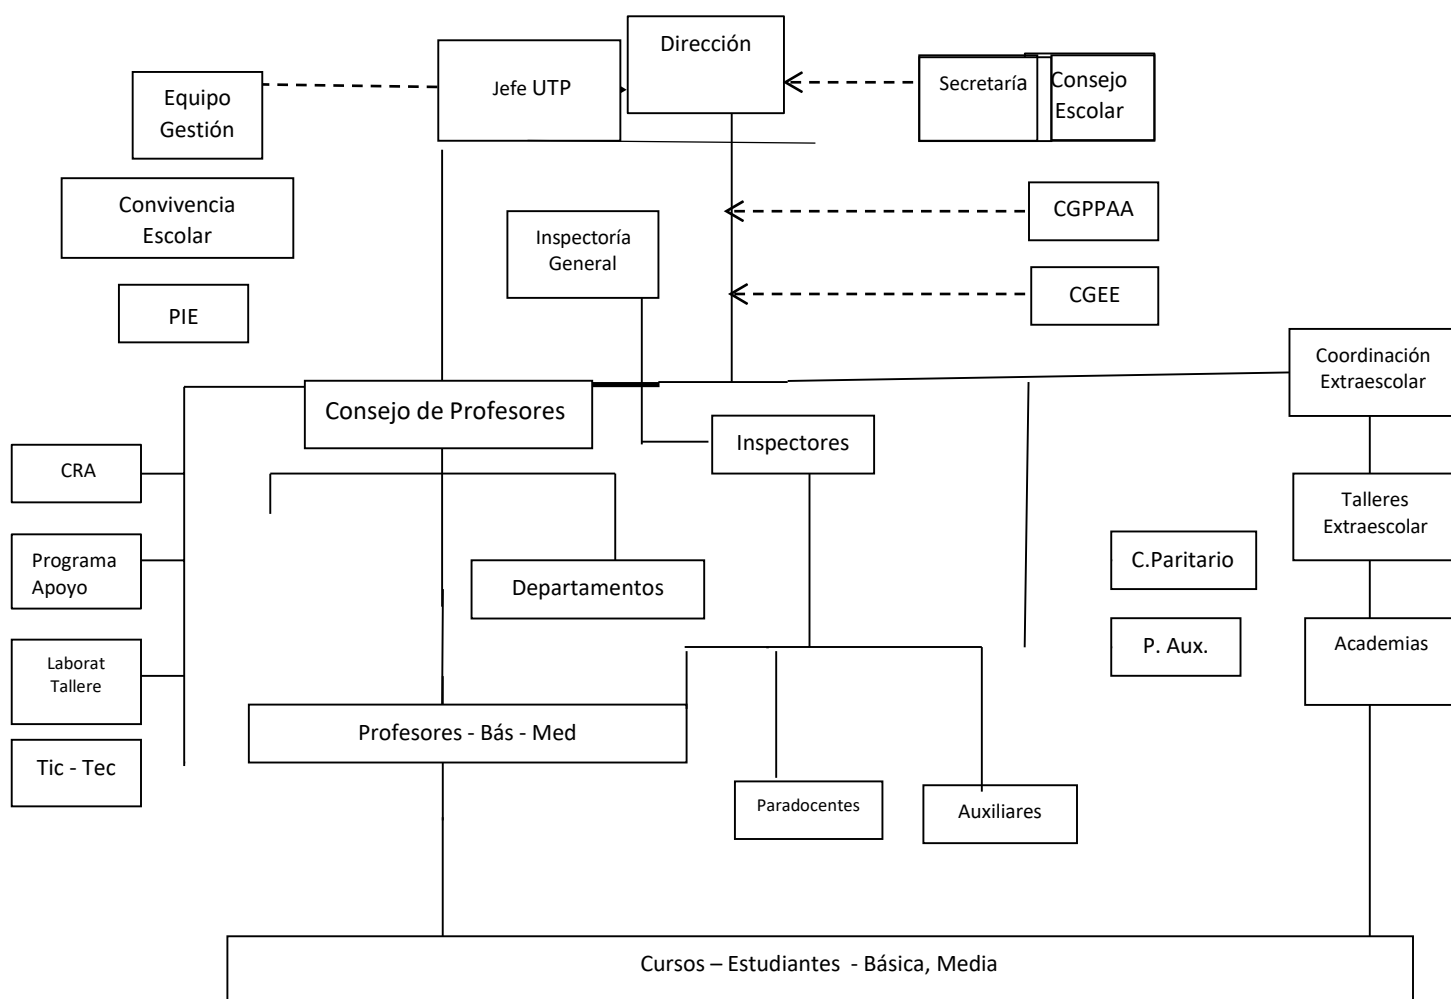 Dirección
Jefe UTP
Secretaría
Consejo
Escolar
Equipo
Gestión
Convivencia
Escolar
CGPPAA
Inspectoría
General
CGEE
PIE
Coordinación
Extraescolar
Consejo de Profesores
Inspectores
CRA
Talleres
Extraescolar
Programa
Apoyo
C.Paritario
Departamentos
Laborat
Tallere
P. Aux.
Academias
Profesores - Bás - Med
Tic - Tec
Paradocentes
Auxiliares
Cursos – Estudiantes - Básica, Media